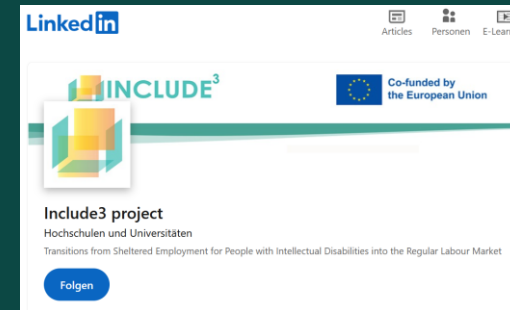 Linked in
Articles Personen E-Lear
INCLUDE³
Co-funded by
the European Union
Include3 project
Hochschulen und Universitäten
Transitions from Sheltered Employment for People with Intellectual Disabilities into the Regular Labour Market
Folgen